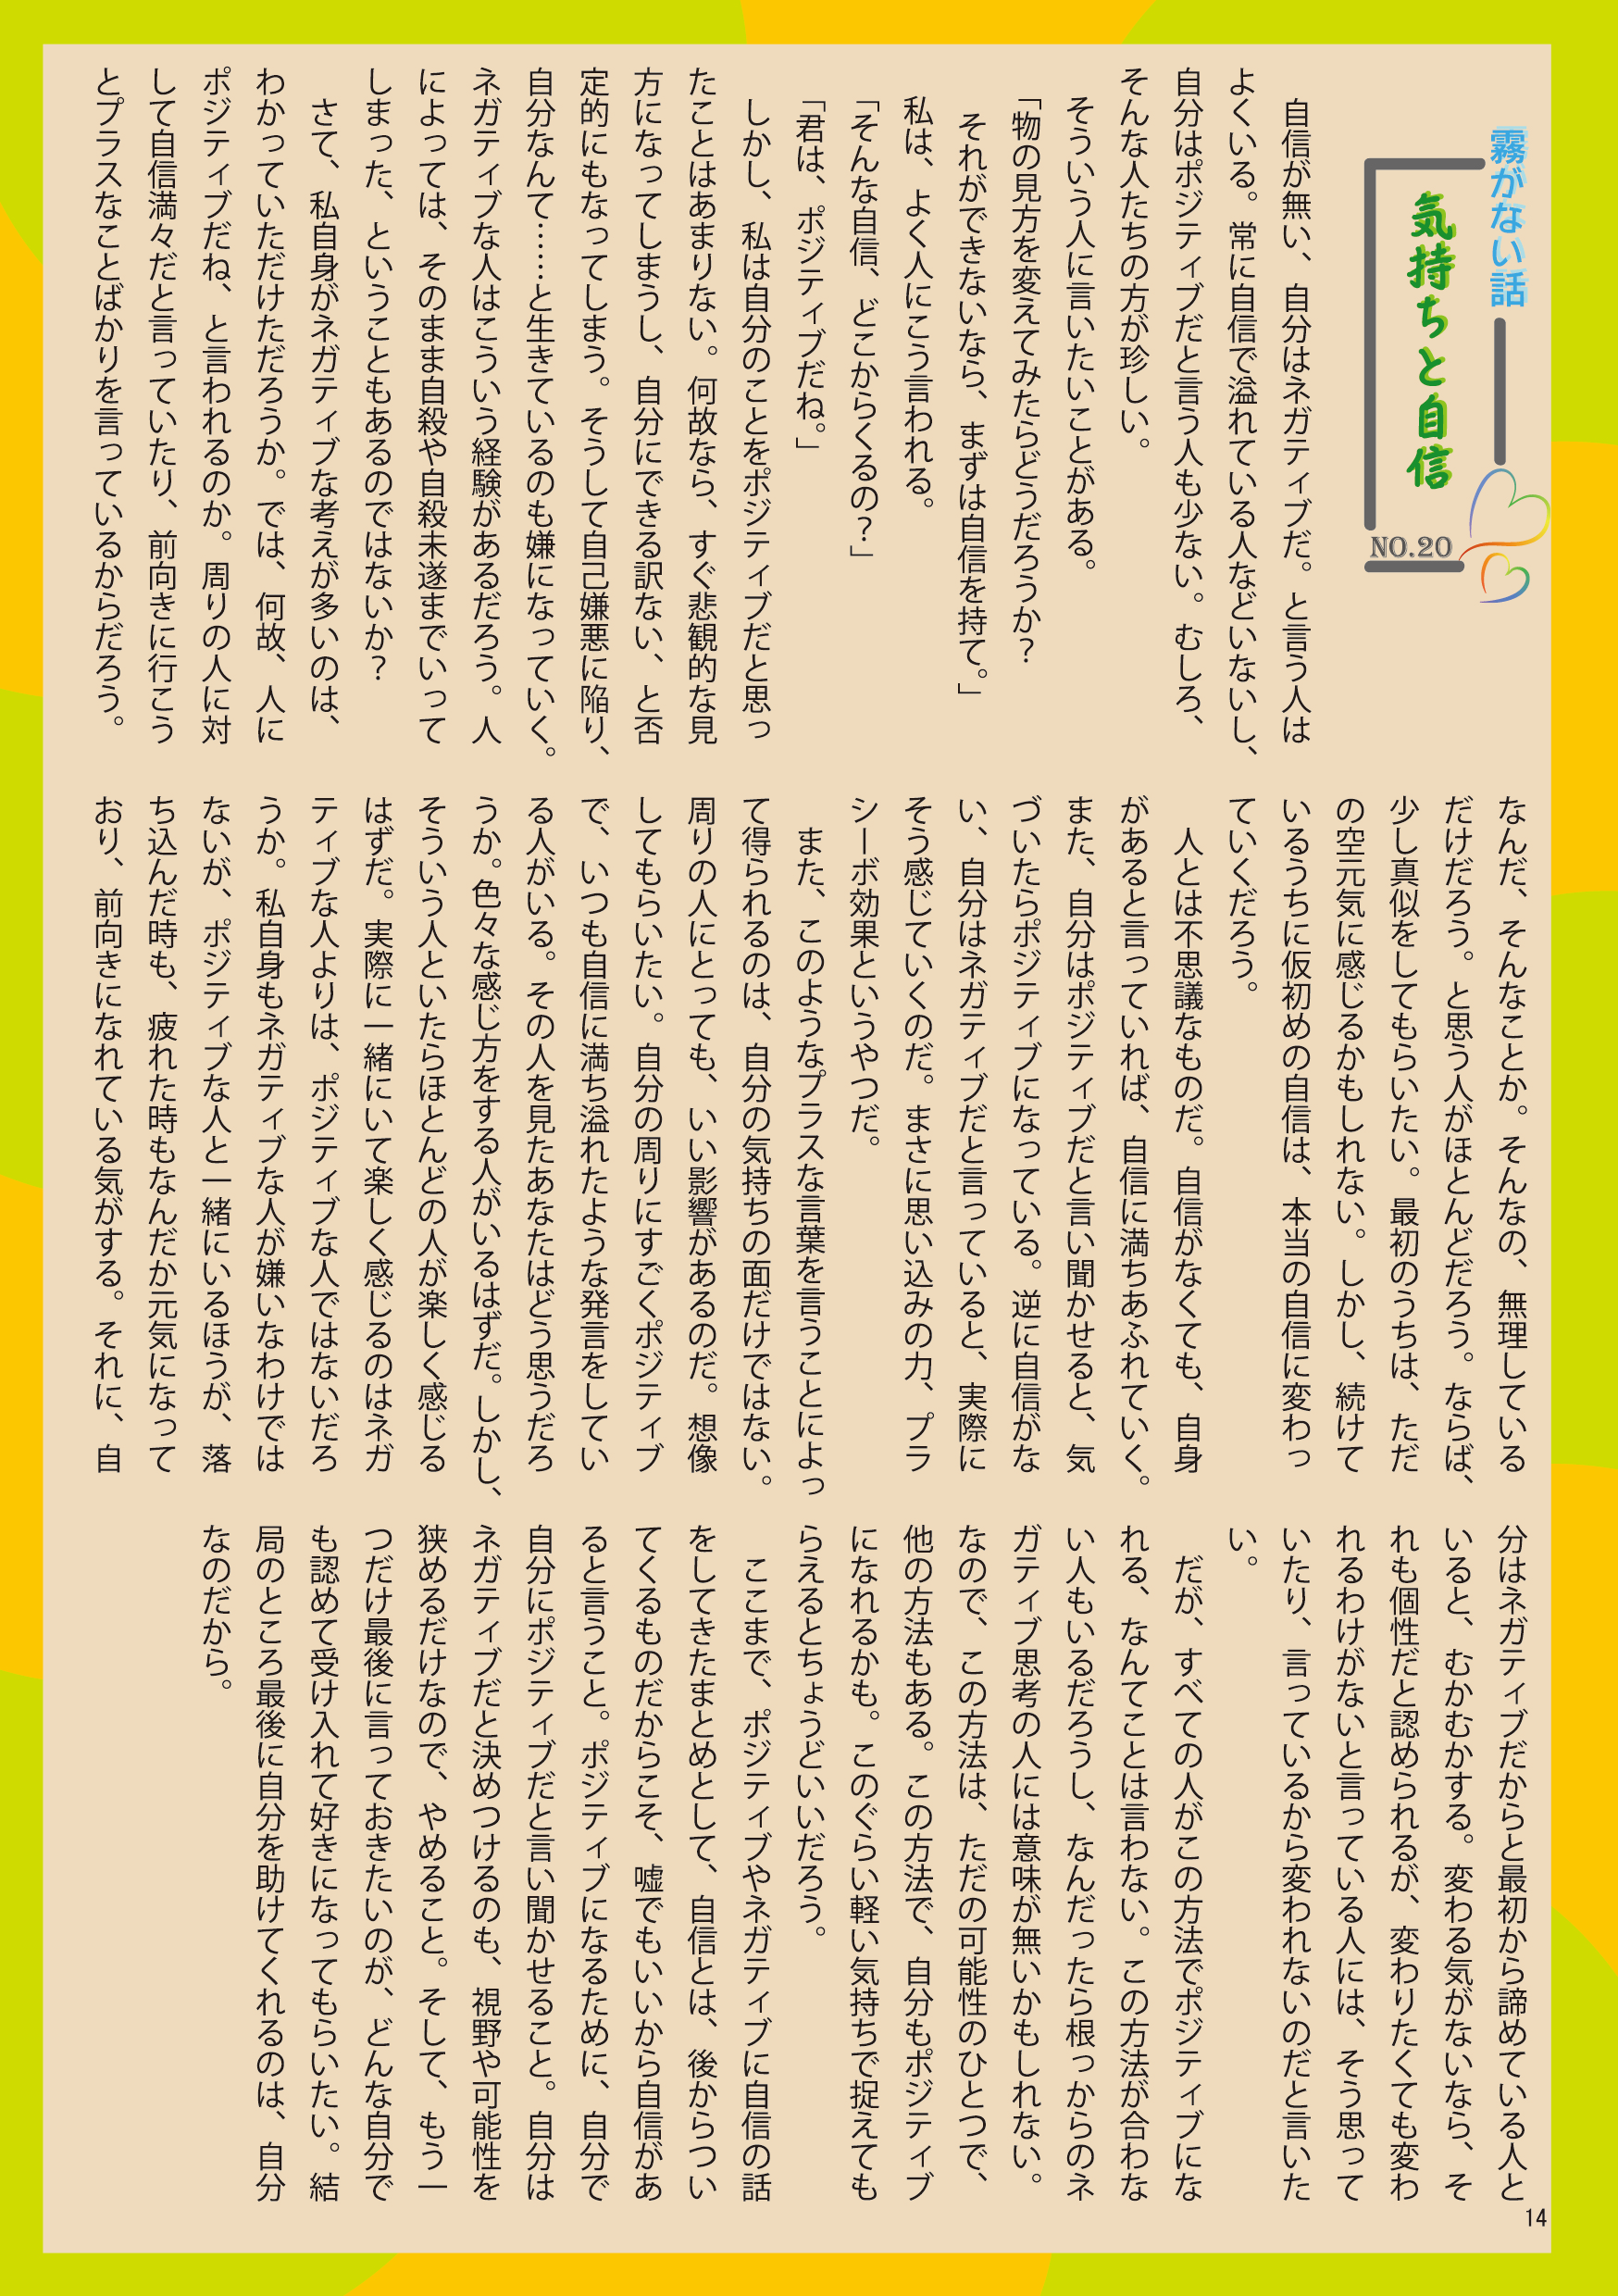 霧がない話
気持ちと自信
NO.20
自信が無い、自分はネガティブだ。と言う人は
よくいる。常に自信で溢れている人などいないし、
自分はポジティブだと言う人も少ない。むしろ、
そんな人たちの方が珍しい。
そういう人に言いたいことがある。
「物の見方を変えてみたらどうだろうか?
それができないなら、まずは自信を持て。」
私は、よく人にこう言われる。
「そんな自信、どこからくるの?」
「君は、ポジティブだね。」
しかし、私は自分のことをポジティブだと思っ
たことはあまりない。何故なら、すぐ悲観的な見
方になってしまうし、自分にできる訳ない、と否
定的にもなってしまう。そうして自己嫌悪に陥り、
自分なんて……と生きているのも嫌になっていく。
ネガティブな人はこういう経験があるだろう。人
によっては、そのまま自殺や自殺未遂までいって
しまった、ということもあるのではないか?
さて、私自身がネガティブな考えが多いのは、
わかっていただけただろうか。では、何故、人に
ポジティブだね、と言われるのか。周りの人に対
して自信満々だと言っていたり、前向きに行こう
とプラスなことばかりを言っているからだろう。
なんだ、そんなことか。そんなの、無理している
だけだろう。と思う人がほとんどだろう。ならば、
少し真似をしてもらいたい。最初のうちは、ただ
の空元気に感じるかもしれない。しかし、続けて
いるうちに仮初めの自信は、本当の自信に変わっ
ていくだろう。
人とは不思議なものだ。自信がなくても、自身
があると言っていれば、自信に満ちあふれていく。
また、自分はポジティブだと言い聞かせると、気
づいたらポジティブになっている。逆に自信がな
い、自分はネガティブだと言っていると、実際に
そう感じていくのだ。まさに思い込みの力、プラ
シーボ効果というやつだ。
また、このようなプラスな言葉を言うことによっ
て得られるのは、自分の気持ちの面だけではない。
周りの人にとっても、いい影響があるのだ。想像
してもらいたい。自分の周りにすごくポジティブ
で、いつも自信に満ち溢れたような発言をしてい
る人がいる。その人を見たあなたはどう思うだろ
うか。色々な感じ方をする人がいるはずだ。しかし、
そういう人といたらほとんどの人が楽しく感じる
はずだ。実際に一緒にいて楽しく感じるのはネガ
ティブな人よりは、ポジティブな人ではないだろ
うか。私自身もネガティブな人が嫌いなわけでは
ないが、ポジティブな人と一緒にいるほうが、落
ち込んだ時も、疲れた時もなんだか元気になって
おり、前向きになれている気がする。それに、自
分はネガティブだからと最初から諦めている人と
いると、むかむかする。変わる気がないなら、そ
れも個性だと認められるが、変わりたくても変わ
れるわけがないと言っている人には、そう思って
いたり、言っているから変われないのだと言いた
い。
だが、すべての人がこの方法でポジティブにな
れる、なんてことは言わない。この方法が合わな
い人もいるだろうし、なんだったら根っからのネ
ガティブ思考の人には意味が無いかもしれない。
なので、この方法は、ただの可能性のひとつで、
他の方法もある。この方法で、自分もポジティブ
になれるかも。このぐらい軽い気持ちで捉えても
らえるとちょうどいいだろう。
ここまで、ポジティブやネガティブに自信の話
をしてきたまとめとして、自信とは、後からつい
てくるものだからこそ、嘘でもいいから自信があ
ると言うこと。ポジティブになるために、自分で
自分にポジティブだと言い聞かせること。自分は
ネガティブだと決めつけるのも、視野や可能性を
狭めるだけなので、やめること。そして、もう一
つだけ最後に言っておきたいのが、どんな自分で
も認めて受け入れて好きになってもらいたい。結
局のところ最後に自分を助けてくれるのは、自分
なのだから。
14